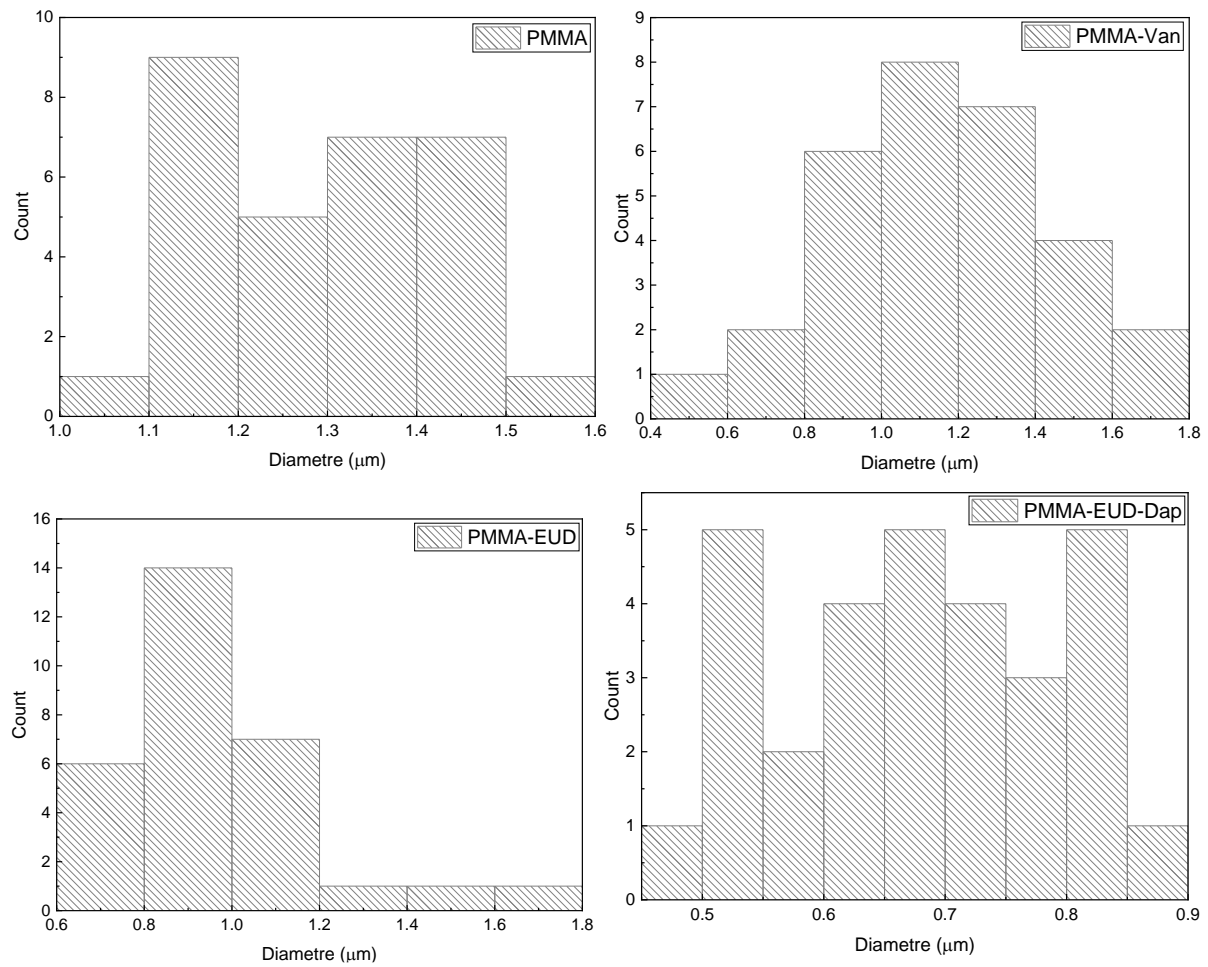 PMMA
10
8
6
4
2
0
Count
1.0 1.1 1.2 1.3 1.4 1.5 1.6
Diametre (μm)
PMMA-Van
9
8
7
6
5
4
3
2
1
0
Count
0.4 0.6 0.8 1.0 1.2 1.4 1.6 1.8
Diametre (μm)
PMMA-EUD
16
14
12
10
8
6
4
2
0
Count
0.6 0.8 1.0 1.2 1.4 1.6 1.8
Diametre (μm)
PMMA-EUD-Dap
5
4
3
2
1
0
Count
0.5 0.6 0.7 0.8 0.9
Diametre (μm)